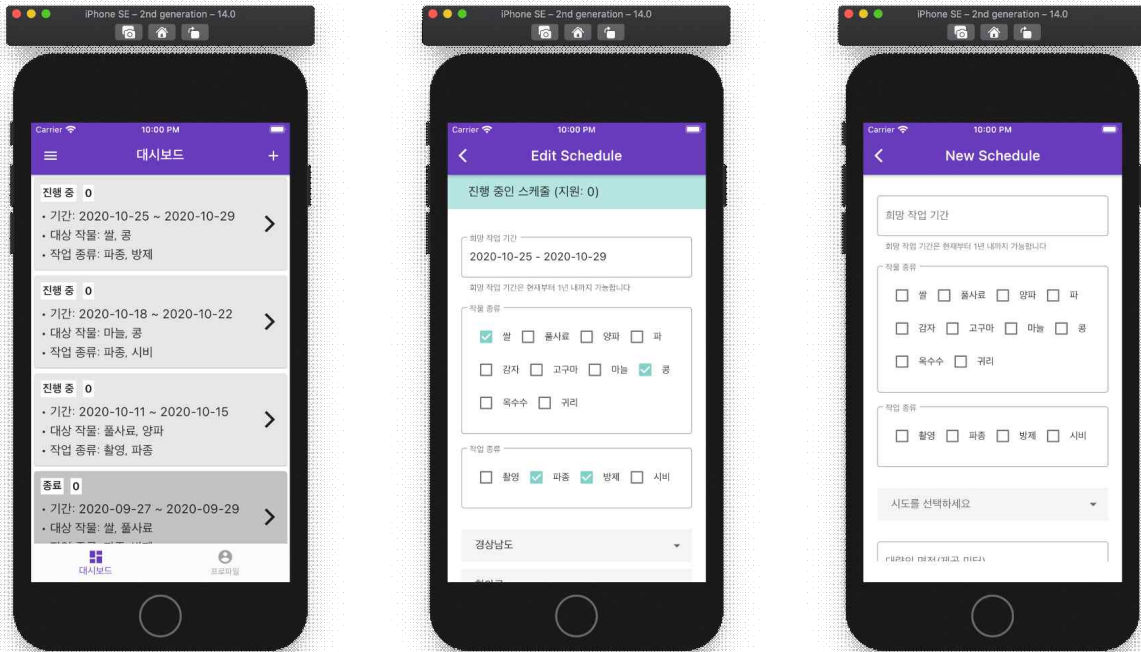 iPhone SE – 2nd generation – 14.0
Carrier 10:00 PM
대시보드 +
진행 중 0
• 기간: 2020-10-25 ~ 2020-10-29
• 대상 작물: 쌀, 콩
• 작업 종류: 파종, 방제
진행 중 0
• 기간: 2020-10-18 ~ 2020-10-22
• 대상 작물: 마늘, 콩
• 작업 종류: 파종, 시비
진행 중 0
• 기간: 2020-10-11 ~ 2020-10-15
• 대상 작물: 풀사료, 양파
• 작업 종류: 촬영, 파종
종료 0
• 기간: 2020-09-27 ~ 2020-09-29
• 대상 작물: 쌀, 풀사료
대시보드 프로파일
iPhone SE – 2nd generation – 14.0
Carrier 10:00 PM
Edit Schedule
진행 중인 스케줄 (지원: 0)
희망 작업 기간
2020-10-25 - 2020-10-29
희망 작업 기간은 현재부터 1년 내까지 가능합니다
작물 종류
쌀 풀사료 양파 파
감자 고구마 마늘 콩
옥수수 귀리
작업 종류
촬영 파종 방제 시비
경상남도
iPhone SE – 2nd generation – 14.0
Carrier 10:00 PM
New Schedule
희망 작업 기간
희망 작업 기간은 현재부터 1년 내까지 가능합니다
작물 종류
쌀 풀사료 양파 파
감자 고구마 마늘 콩
옥수수 귀리
작업 종류
촬영 파종 방제 시비
시도를 선택하세요